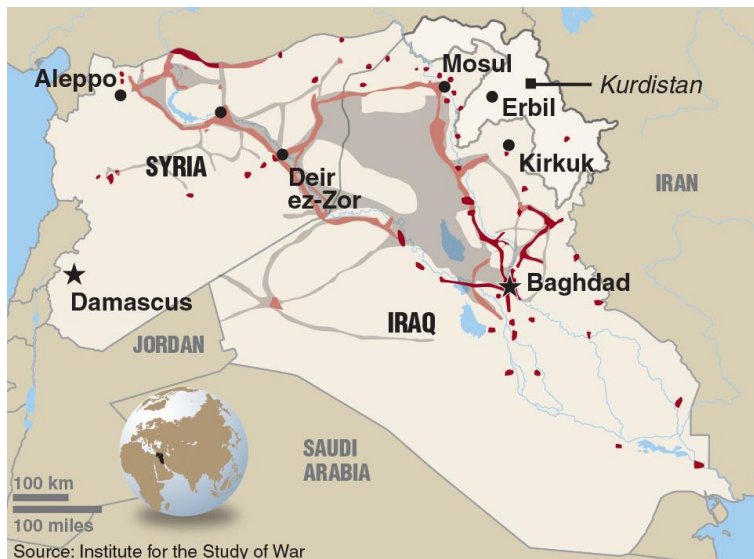 Aleppo
Mosul
Kurdistan
Erbil
SYRIA
Kirkuk
Deir
ez-Zor
IRAN
Damascus
Baghdad
IRAQ
JORDAN
SAUDI
ARABIA
100 km
100 miles
Source: Institute for the Study of War